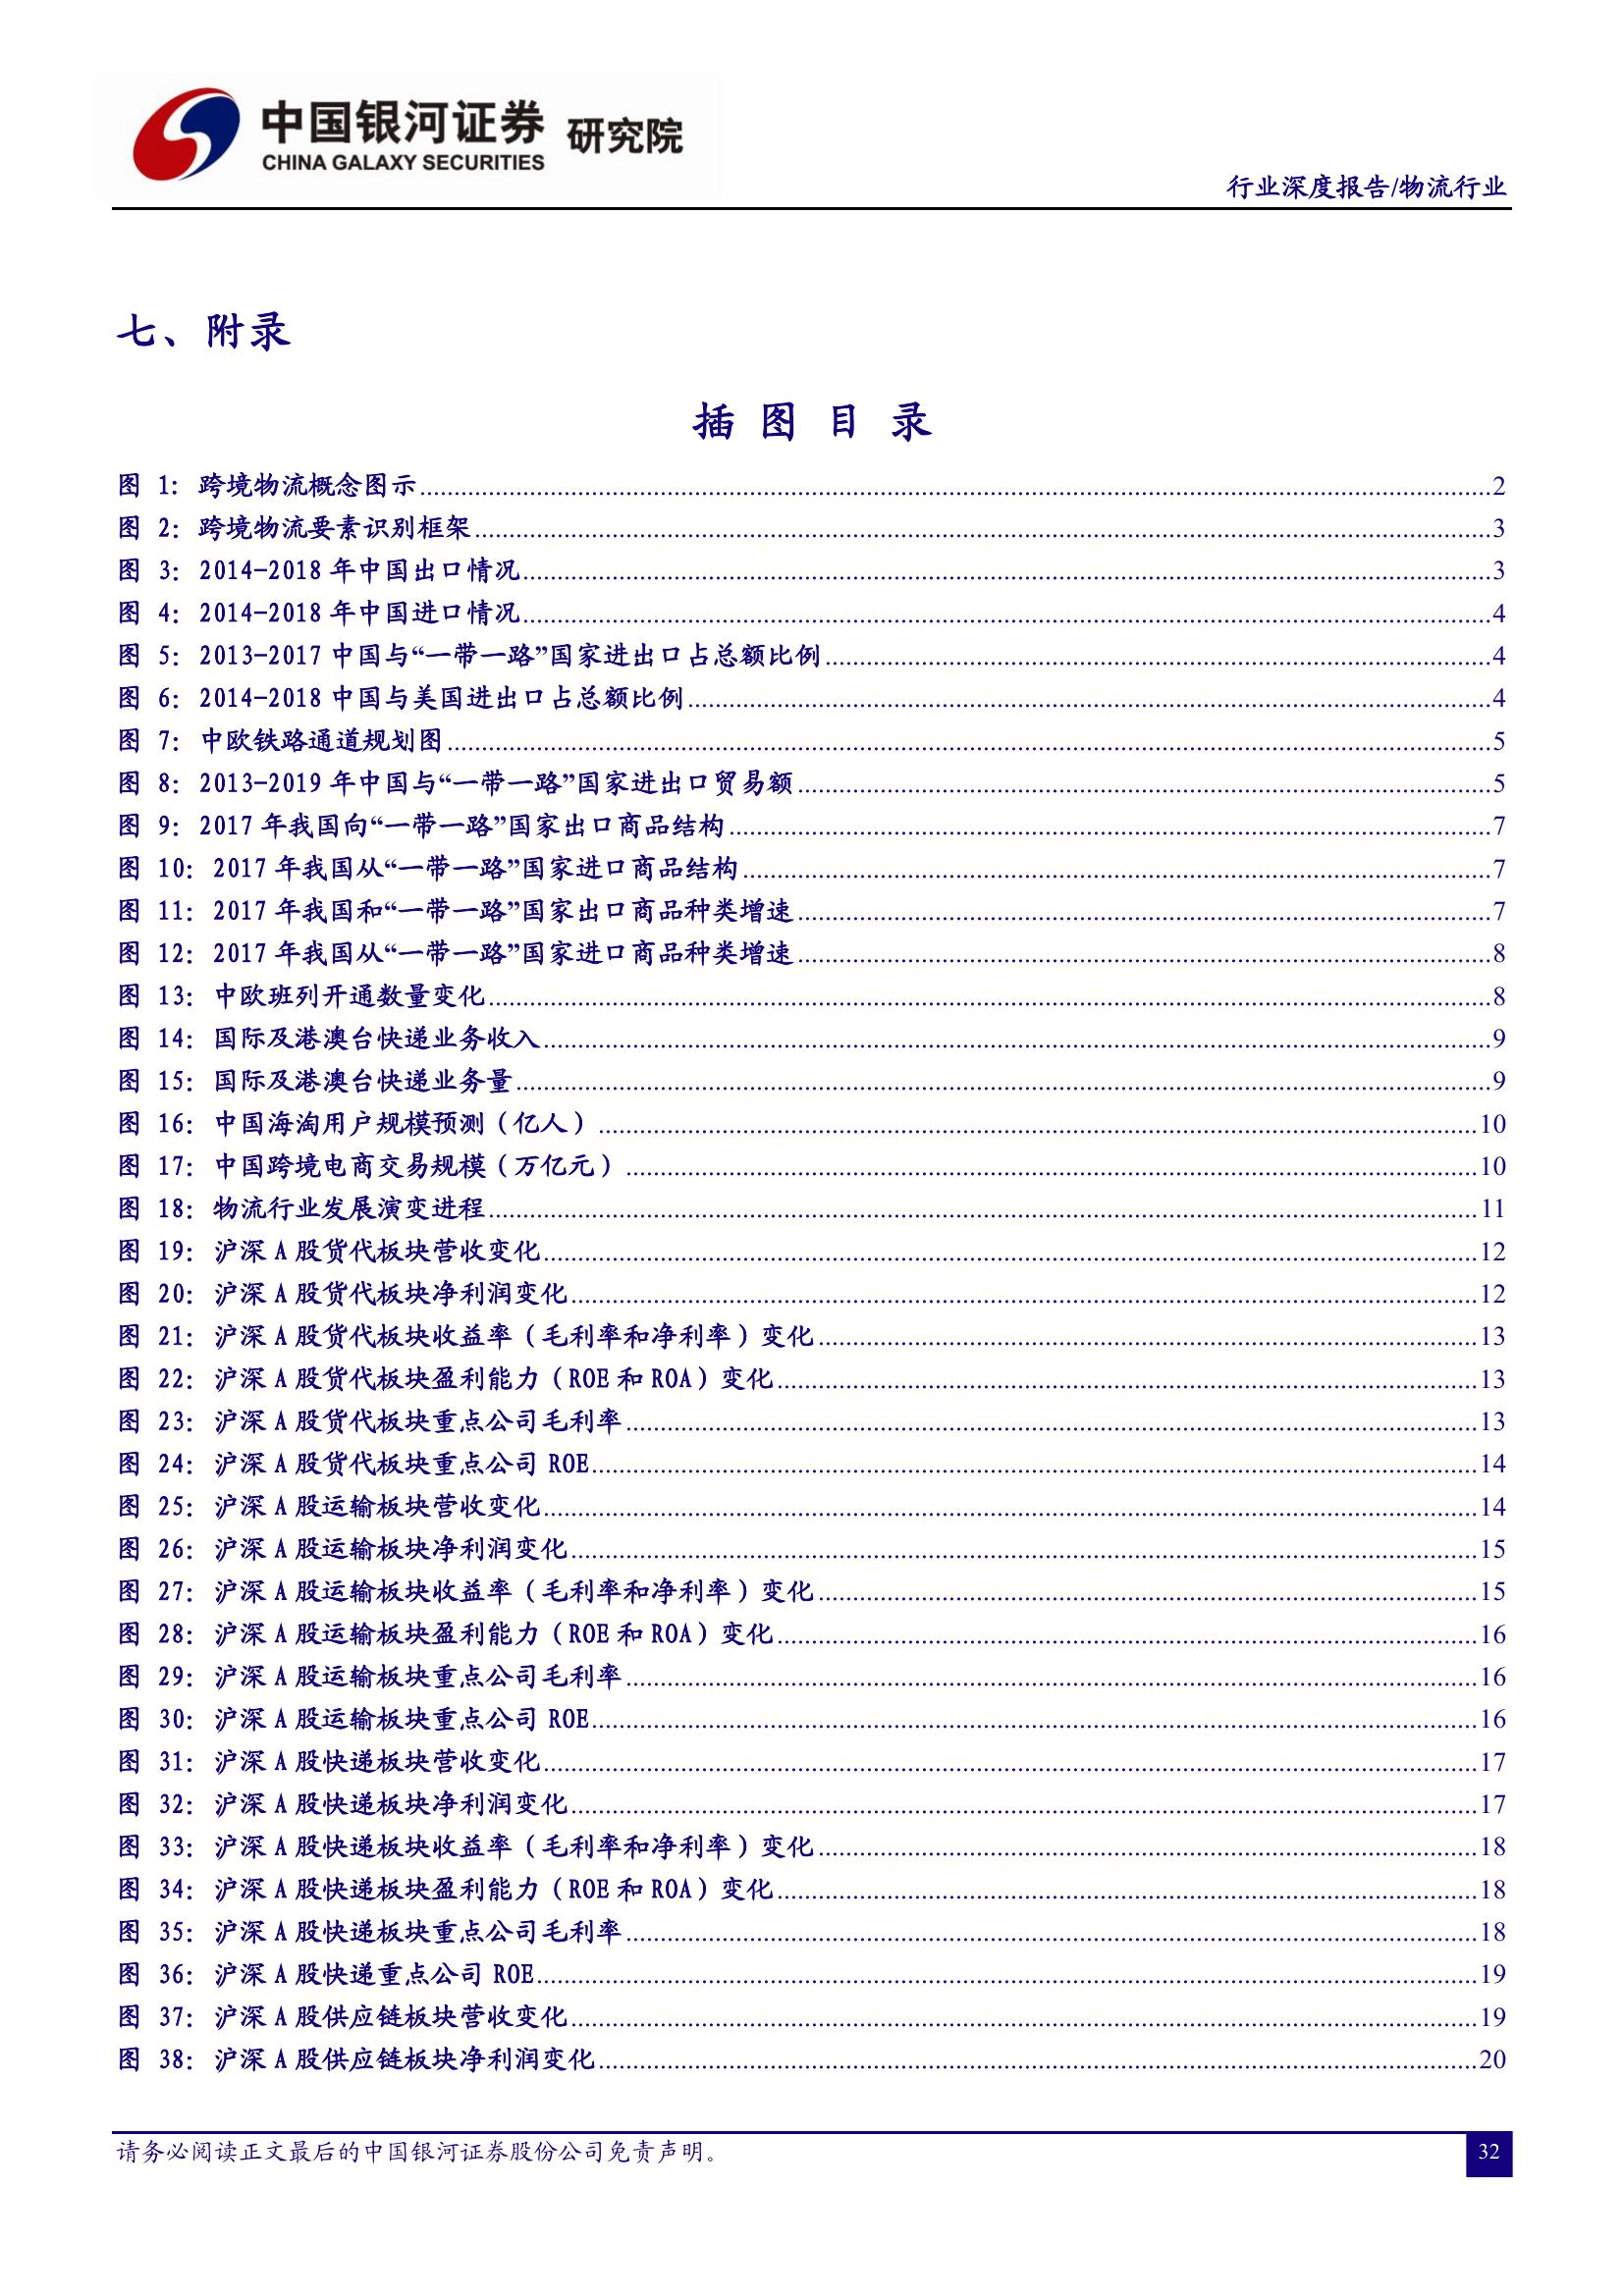 中国银河证券 研究院
CHINA GALAXY SECURITIES
行业深度报告/物流行业
七、附录
插 图 目 录
图 1: 跨境物流概念图示 2
图 2: 跨境物流要素识别框架 3
图 3: 2014-2018 年中国出口情况 3
图 4: 2014-2018 年中国进口情况 4
图 5: 2013-2017 中国与“一带一路”国家进出口占总额比例 4
图 6: 2014-2018 中国与美国进出口占总额比例 4
图 7: 中欧铁路通道规划图 5
图 8: 2013-2019 年中国与“一带一路”国家进出口贸易额 5
图 9: 2017 年我国向“一带一路”国家出口商品结构 7
图 10: 2017 年我国从“一带一路”国家进口商品结构 7
图 11: 2017 年我国和“一带一路”国家出口商品种类增速 7
图 12: 2017 年我国从“一带一路”国家进口商品种类增速 8
图 13: 中欧班列开通数量变化 8
图 14: 国际及港澳台快递业务收入 9
图 15: 国际及港澳台快递业务量 9
图 16: 中国海淘用户规模预测（亿人） 10
图 17: 中国跨境电商交易规模（万亿元） 10
图 18: 物流行业发展演变进程 11
图 19: 沪深 A 股货代板块营收变化 12
图 20: 沪深 A 股货代板块净利润变化 12
图 21: 沪深 A 股货代板块收益率（毛利率和净利率）变化 13
图 22: 沪深 A 股货代板块盈利能力（ROE 和 ROA）变化 13
图 23: 沪深 A 股货代板块重点公司毛利率 13
图 24: 沪深 A 股货代板块重点公司 ROE 14
图 25: 沪深 A 股运输板块营收变化 14
图 26: 沪深 A 股运输板块净利润变化 15
图 27: 沪深 A 股运输板块收益率（毛利率和净利率）变化 15
图 28: 沪深 A 股运输板块盈利能力（ROE 和 ROA）变化 16
图 29: 沪深 A 股运输板块重点公司毛利率 16
图 30: 沪深 A 股运输板块重点公司 ROE 16
图 31: 沪深 A 股快递板块营收变化 17
图 32: 沪深 A 股快递板块净利润变化 17
图 33: 沪深 A 股快递板块收益率（毛利率和净利率）变化 18
图 34: 沪深 A 股快递板块盈利能力（ROE 和 ROA）变化 18
图 35: 沪深 A 股快递板块重点公司毛利率 18
图 36: 沪深 A 股快递重点公司 ROE 19
图 37: 沪深 A 股供应链板块营收变化 19
图 38: 沪深 A 股供应链板块净利润变化 20
请务必阅读正文最后的中国银河证券股份公司免责声明。
32